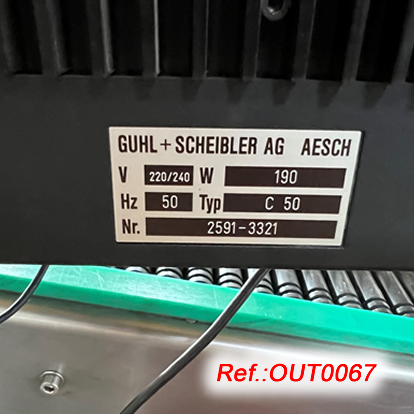 GUHL + SCHEIBLER AG AESCH
V 220/240 W 190
Hz 50 Typ C 50
Nr. 2591-3321
Ref.:OUT0067